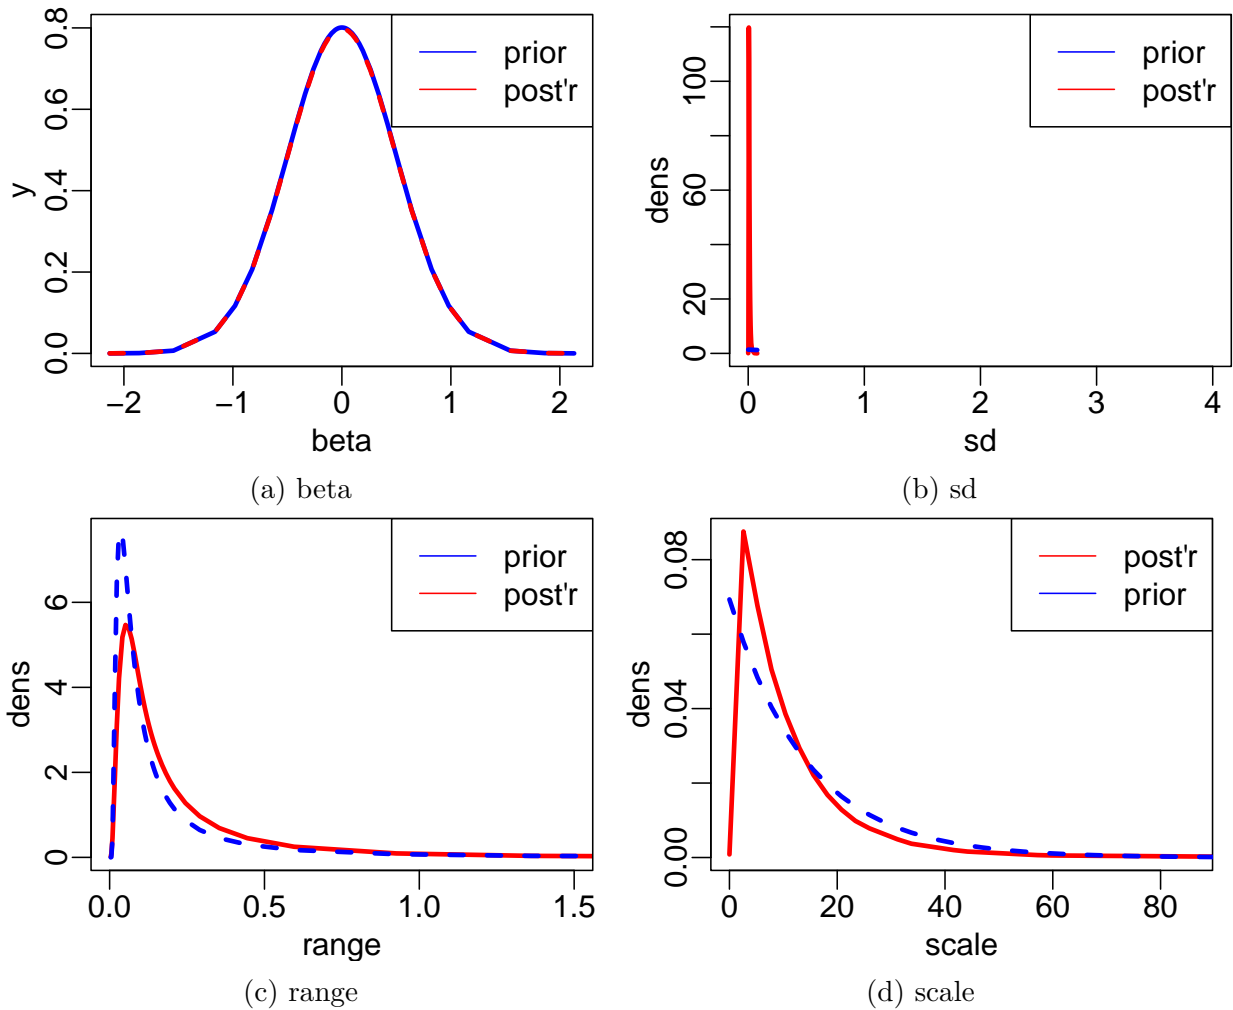 prior
post'r
y
0.0 0.2 0.4 0.6 0.8
−2 −1 0 1 2
beta
(a) beta
prior
post'r
dens
0 20 60 100
0 1 2 3 4
sd
(b) sd
prior
post'r
dens
0 2 4 6
0.0 0.5 1.0 1.5
range
(c) range
post'r
prior
dens
0.00 0.04 0.08
0 20 40 60 80
scale
(d) scale